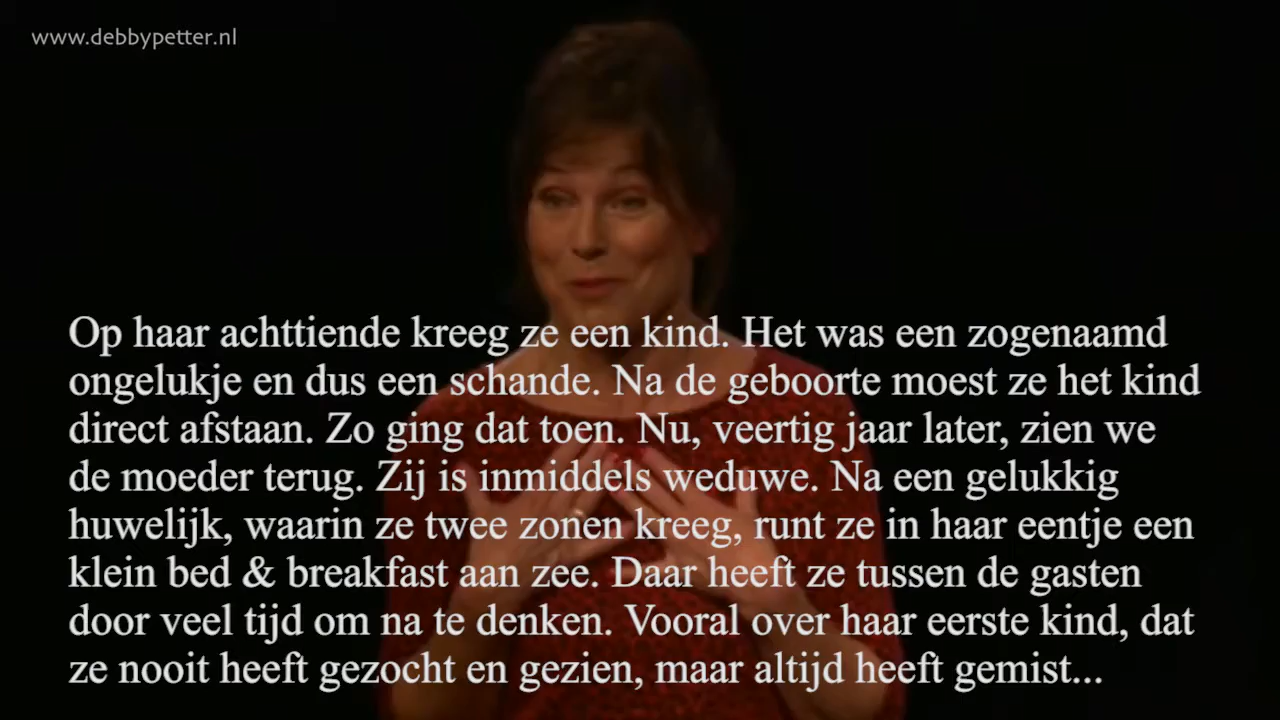 www.debbypetter.nl
Op haar achttiende kreeg ze een kind. Het was een zogenaamd
ongelukje en dus een schande. Na de geboorte moest ze het kind
direct afstaan. Zo ging dat toen. Nu, veertig jaar later, zien we
de moeder terug. Zij is inmiddels weduwe. Na een gelukkig
huwelijk, waarin ze twee zonen kreeg, runt ze in haar eentje een
klein bed & breakfast aan zee. Daar heeft ze tussen de gasten
door veel tijd om na te denken. Vooral over haar eerste kind, dat
ze nooit heeft gezocht en gezien, maar altijd heeft gemist...